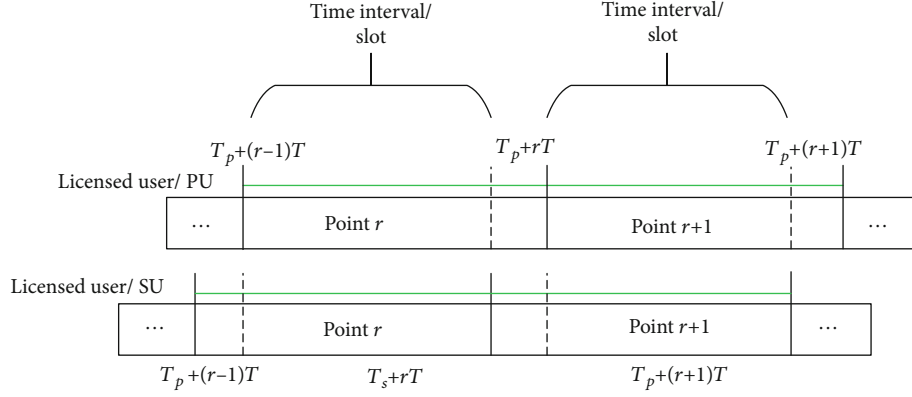 Time interval/
slot
Time interval/
slot
T_p+(r–1)T
T_p+rT
T_p+(r+1)T
Licensed user/ PU
...
Point r
Point r+1
...
Licensed user/ SU
...
Point r
Point r+1
...
T_p+(r–1)T
T_s+rT
T_p+(r+1)T